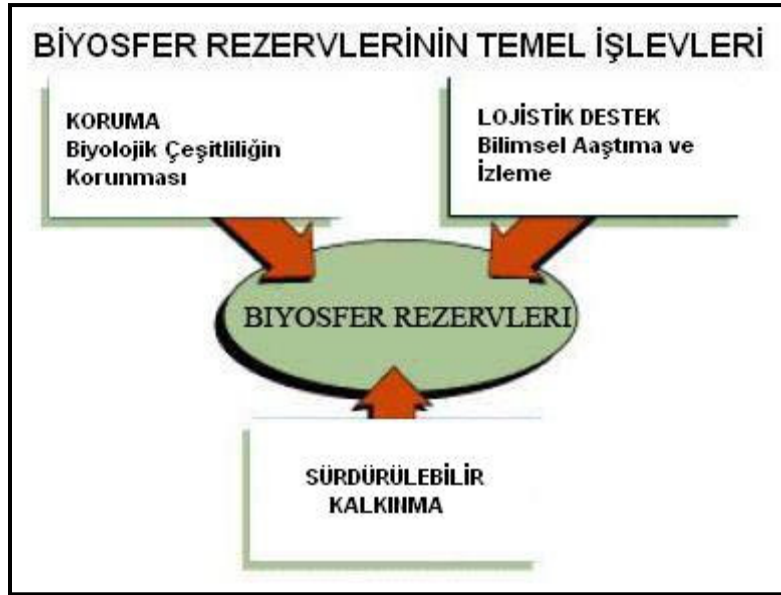 BİYOSFER REZERVLERİNİN TEMEL İŞLEVLERİ
KORUMA
Biyolojik Çeşitliliğin
Korunması
LOJİSTİK DESTEK
Bilimsel Aaştıma ve
İzleme
BIYOSFER REZERVLERI
SÜRDÜRÜLEBİLİR
KALKINMA